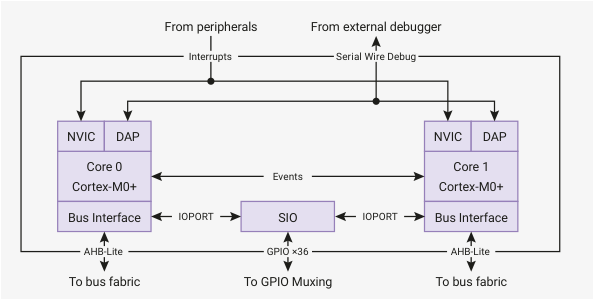 From peripherals
From external debugger
Interrupts
Serial Wire Debug
NVIC
DAP
NVIC
DAP
Core 0
Cortex-M0+
Core 1
Cortex-M0+
Events
Bus Interface
IOPORT
SIO
IOPORT
Bus Interface
AHB-Lite
GPIO ×36
AHB-Lite
To bus fabric
To GPIO Muxing
To bus fabric